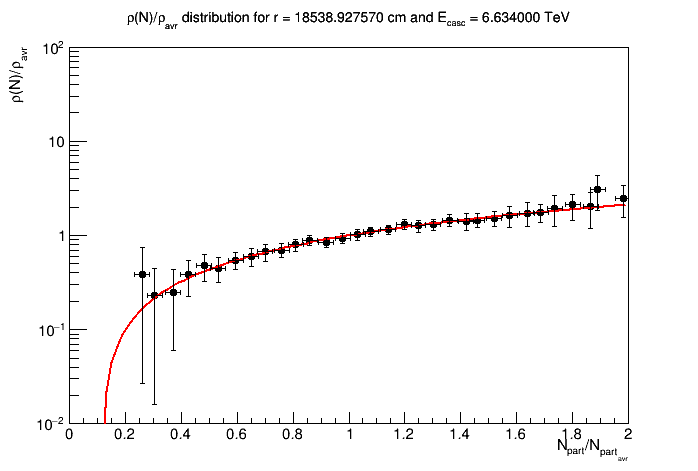 ρ(N)/ρavr distribution for r = 18538.927570 cm and Ecasc = 6.634000 TeV
ρ(N)/ρavr
10²
10
1
10⁻¹
10⁻²
0 0.2 0.4 0.6 0.8 1 1.2 1.4 1.6 1.8 2
Npart/Npartavr